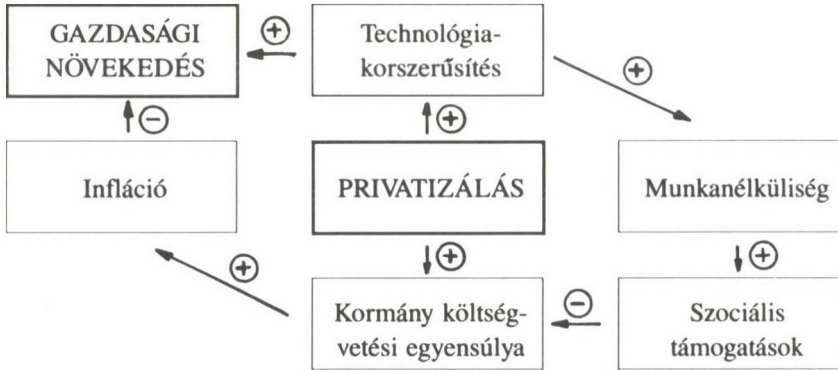 GAZDASÁGI
NÖVEKEDÉS
+
Technológia-
korszerűsítés
+
−
+
Infláció
PRIVATIZÁLÁS
Munkanélküliség
+
+
+
Kormány költség-
vetési egyensúlya
−
Szociális
támogatások